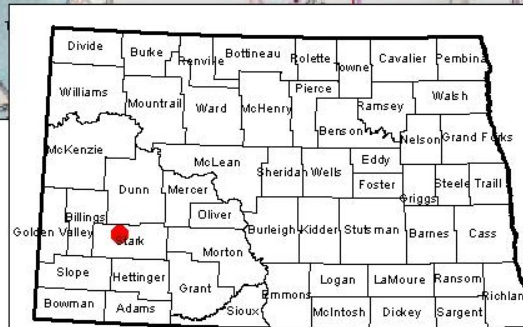 Divide
Burke
Renville
Bottineau
Rolette
Towner
Cavalier
Pembina
Williams
Mountrail
Ward
McHenry
Pierce
Benson
Ramsey
Walsh
Nelson
Grand Forks
McKenzie
McLean
Sheridan
Wells
Eddy
Foster
Griggs
Steele
Traill
Dunn
Mercer
Oliver
Billings
Golden Valley
Stark
Morton
Burleigh
Kidder
Stutsman
Barnes
Cass
Slope
Hettinger
Grant
Sioux
Emmons
Logan
LaMoure
Ransom
Richlan
Bowman
Adams
McIntosh
Dickey
Sargent